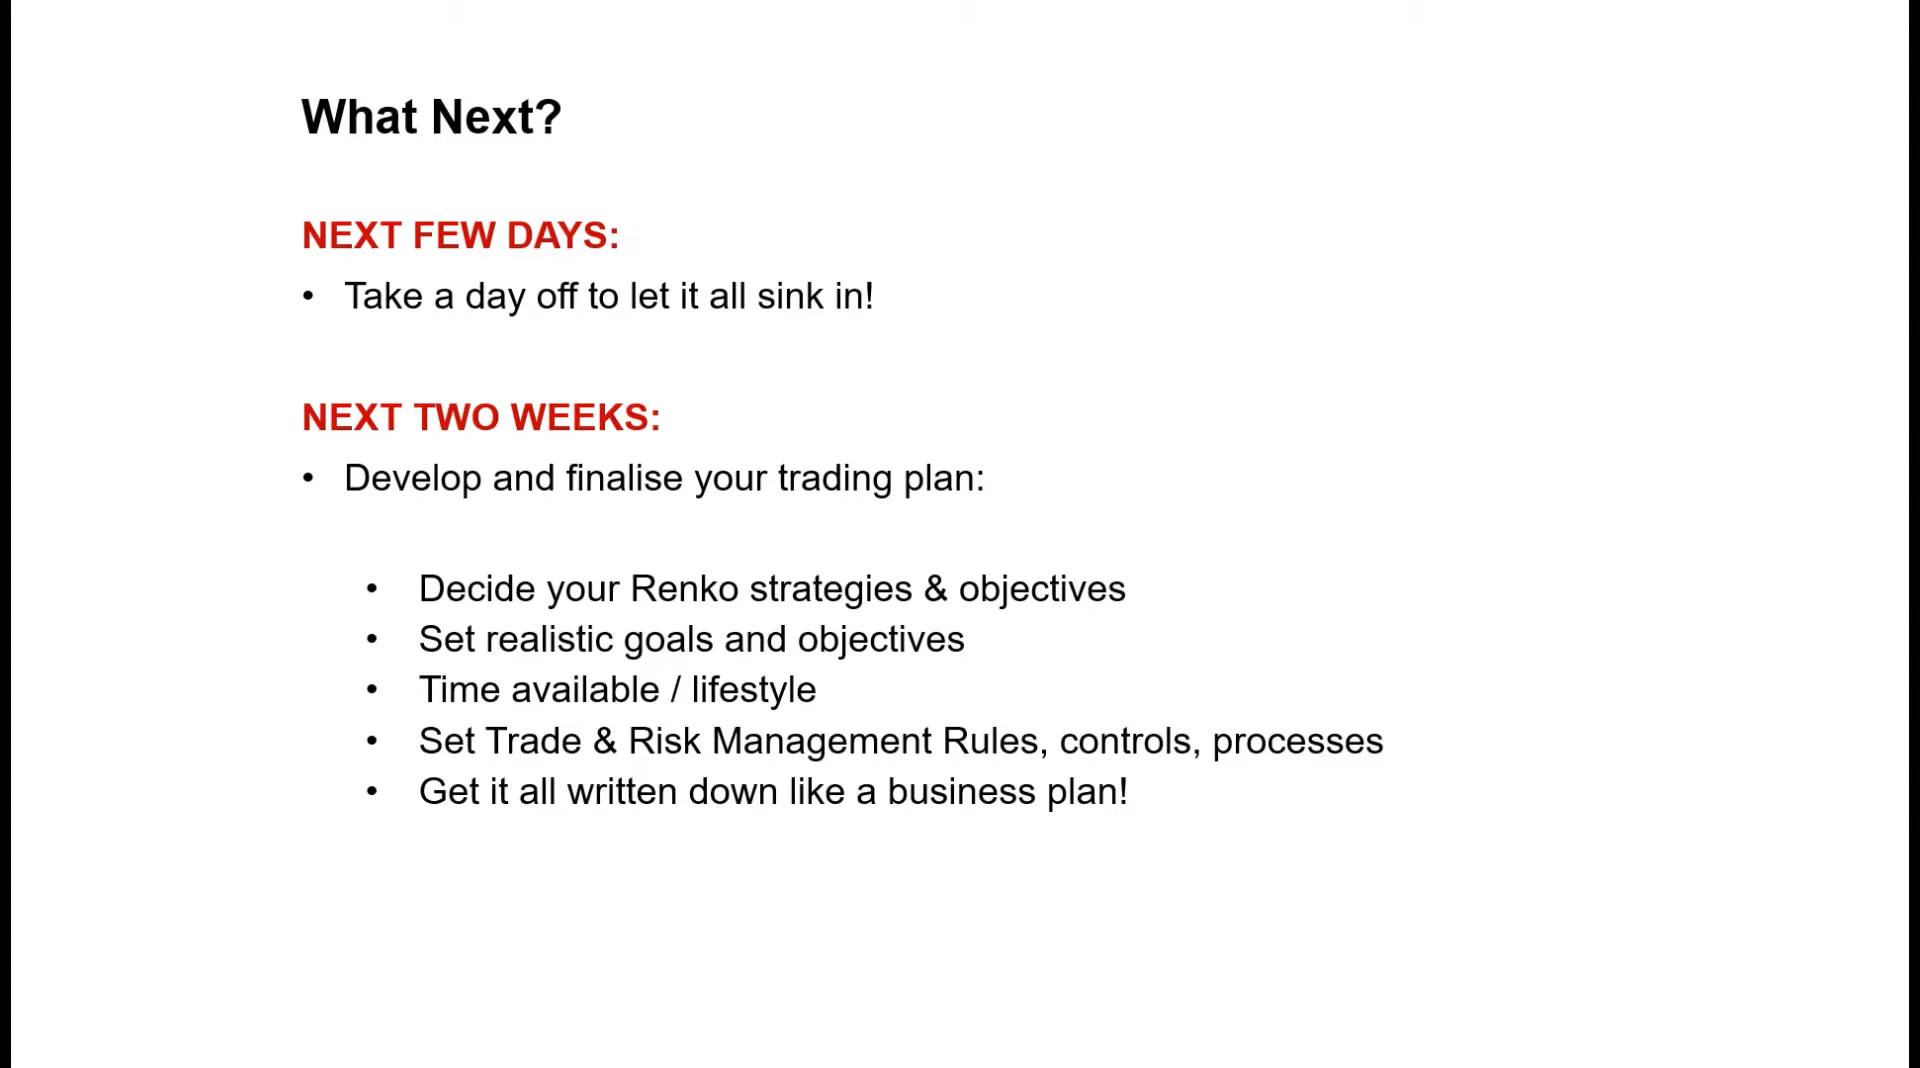 What Next?
NEXT FEW DAYS:
• Take a day off to let it all sink in!
NEXT TWO WEEKS:
• Develop and finalise your trading plan:
• Decide your Renko strategies & objectives
• Set realistic goals and objectives
• Time available / lifestyle
• Set Trade & Risk Management Rules, controls, processes
• Get it all written down like a business plan!